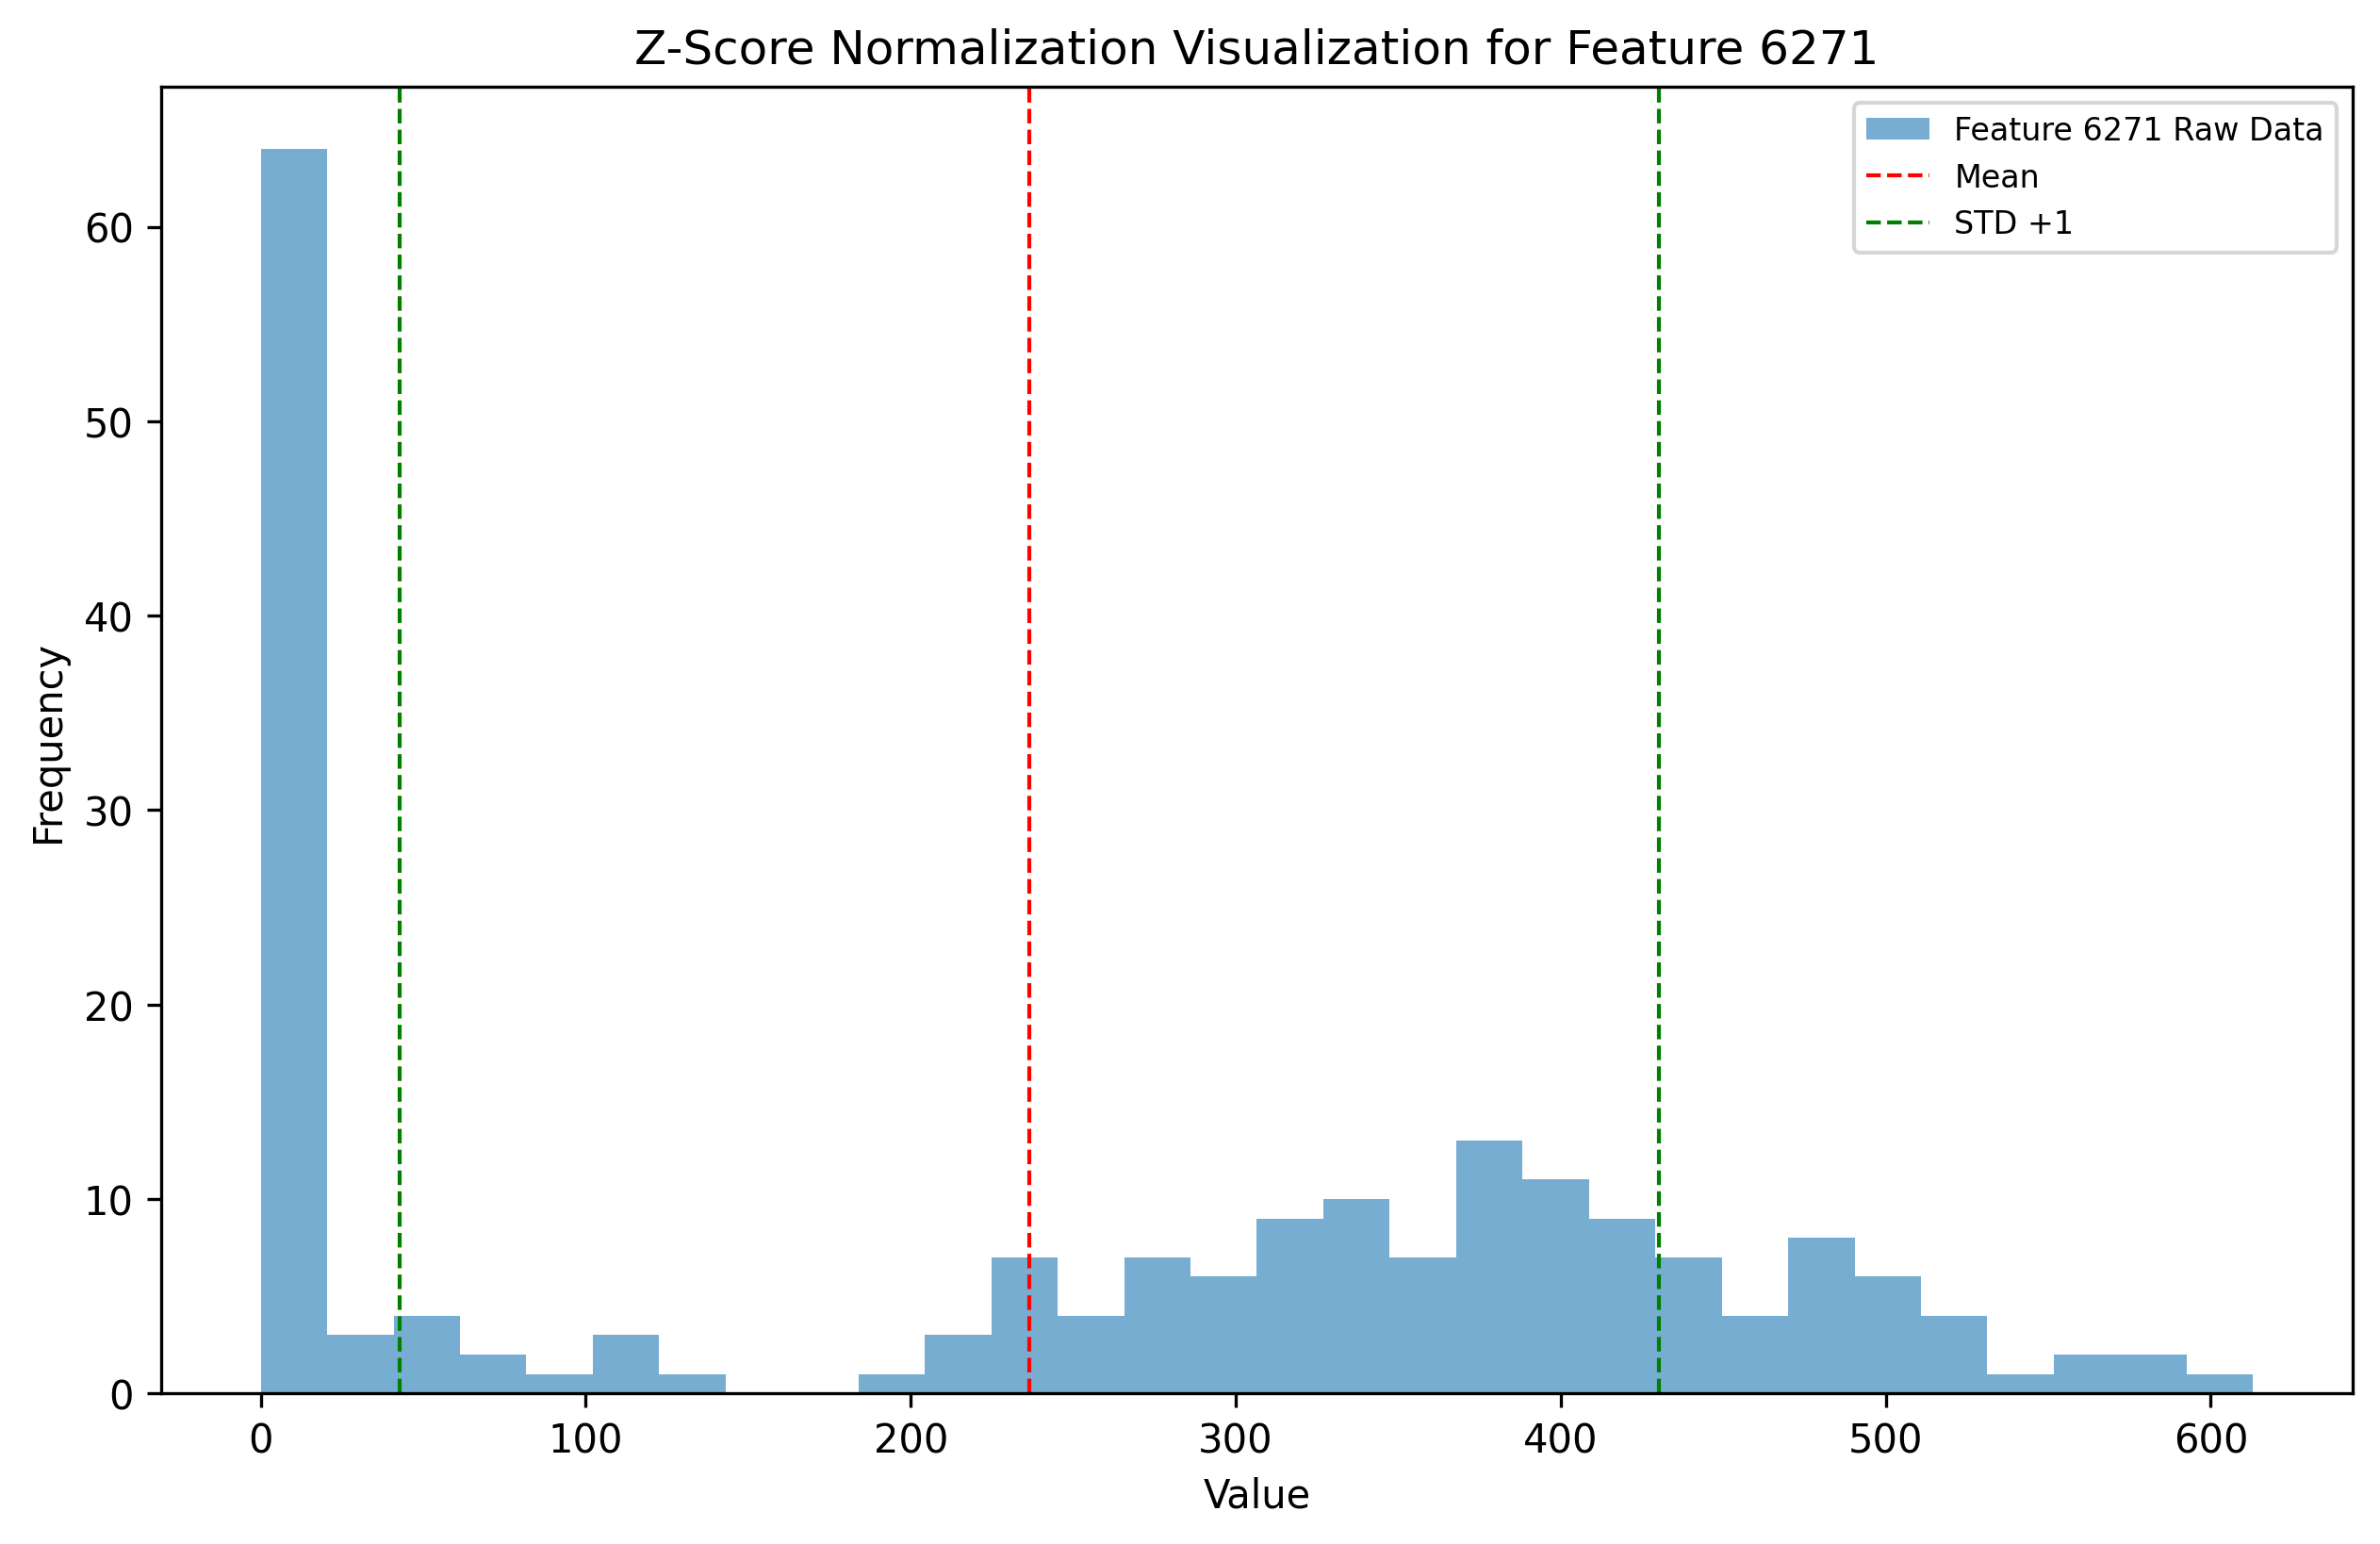 Z-Score Normalization Visualization for Feature 6271
Feature 6271 Raw Data
Mean
STD +1
60
50
40
30
20
10
0
Frequency
0 100 200 300 400 500 600
Value